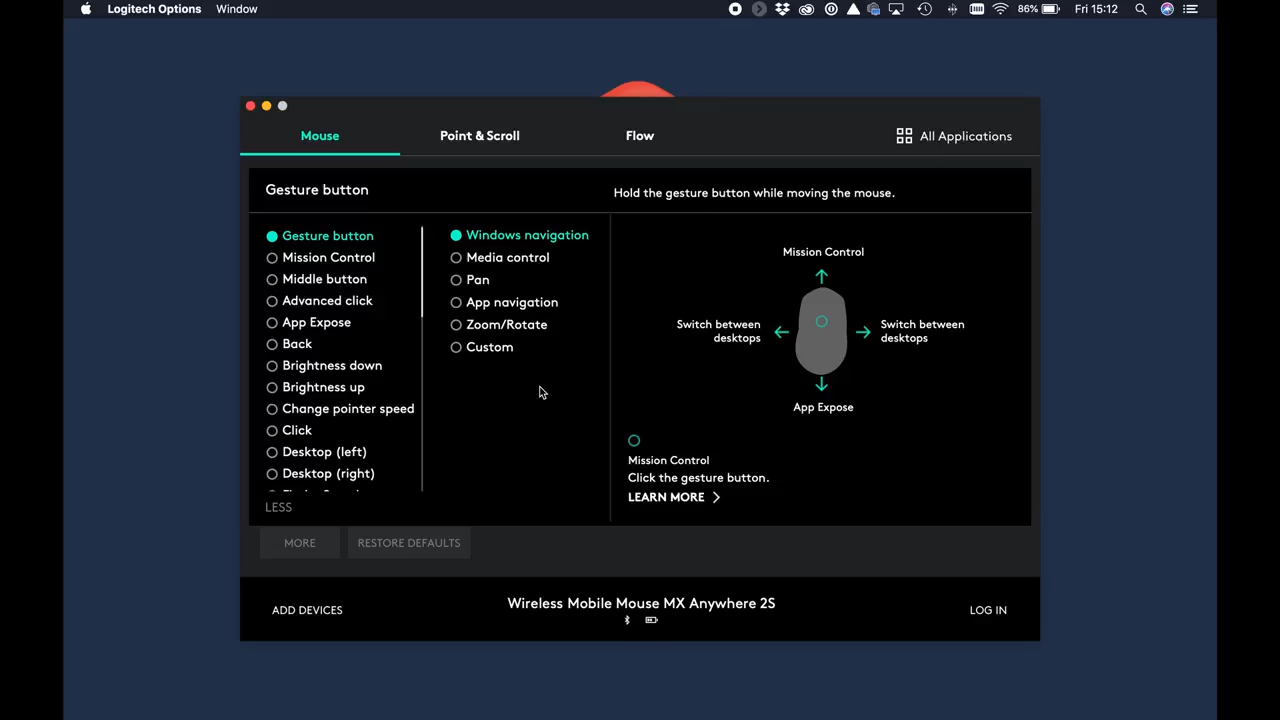 Logitech Options Window 86% Fri 15:12
Mouse Point & Scroll Flow All Applications
Gesture button
Hold the gesture button while moving the mouse.
Gesture button
Mission Control
Middle button
Advanced click
App Expose
Back
Brightness down
Brightness up
Change pointer speed
Click
Desktop (left)
Desktop (right)
LESS
Windows navigation
Media control
Pan
App navigation
Zoom/Rotate
Custom
Mission Control
Switch between
desktops
Switch between
desktops
App Expose
Mission Control
Click the gesture button.
LEARN MORE
MORE RESTORE DEFAULTS
ADD DEVICES
Wireless Mobile Mouse MX Anywhere 2S
LOG IN